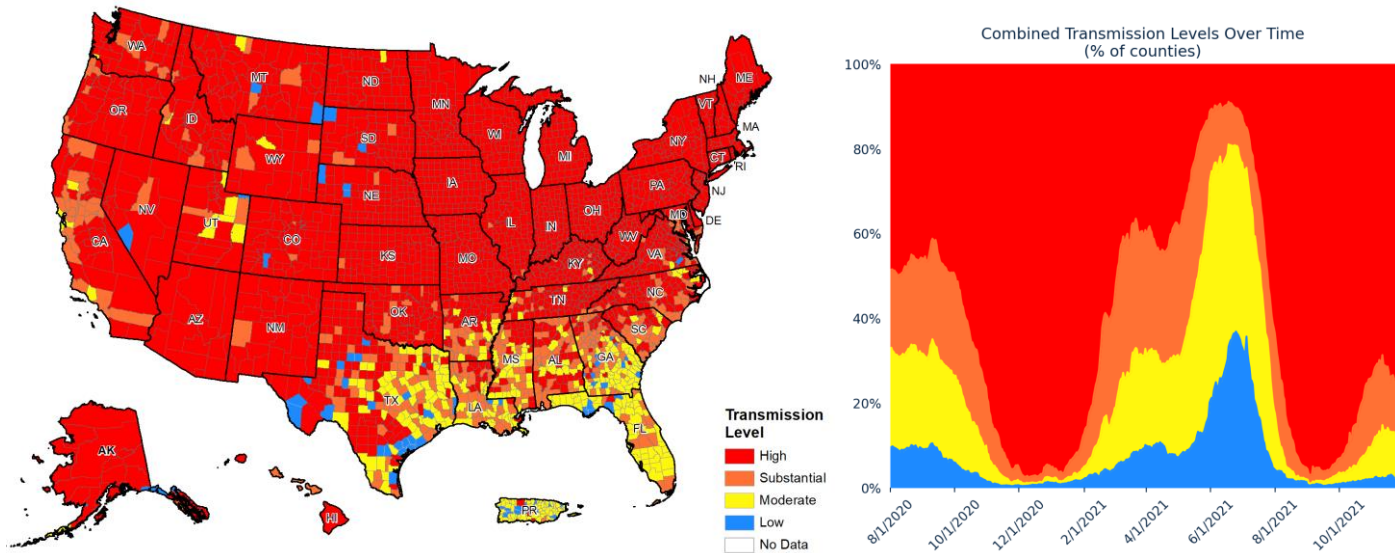 WA
MT
ND
MN
OR
ID
WY
SD
WI
MI
NY
VT
NH
ME
MA
CT
RI
NJ
PA
NE
IA
IL
IN
OH
MD
DE
NV
UT
CO
KS
MO
KY
WV
VA
CA
AZ
NM
OK
AR
TN
NC
SC
TX
LA
MS
AL
GA
FL
AK
HI
PR
Transmission
Level
High
Substantial
Moderate
Low
No Data
Combined Transmission Levels Over Time
(% of counties)
100%
80%
60%
40%
20%
0%
8/1/2020
10/1/2020
12/1/2020
2/1/2021
4/1/2021
6/1/2021
8/1/2021
10/1/2021